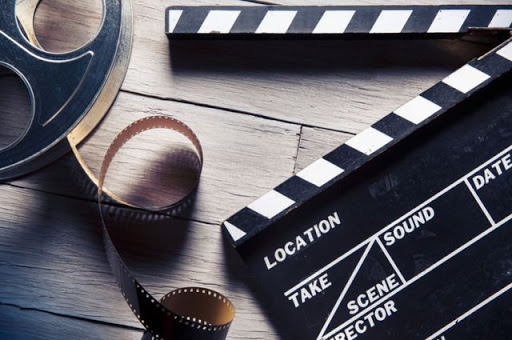 LOCATION
DATE
SOUND
TAKE
SCENE